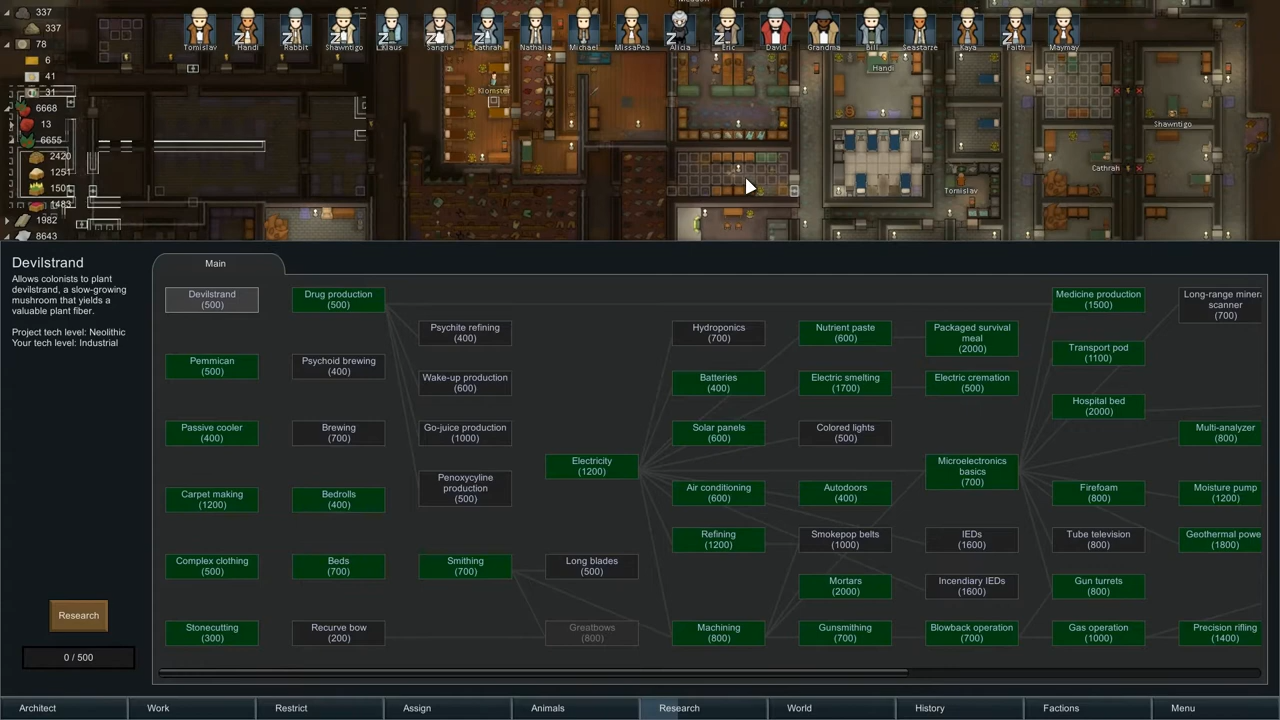 337
337
78
6
41
31
6668
13
6655
2420
1251
1501
1483
1982
8643
Tomislav
Handi
Rabbit
Shawntigo
Klaus
Sangria
Cathrah
Nathalia
Michael
MissaPea
Alicia
Eric
David
Grandma
Bill
Seastarre
Kaya
Faith
Maymay
Handi
Klomster
Shawntigo
Cathrah
Tomislav
Devilstrand
Allows colonists to plant
devilstrand, a slow-growing
mushroom that yields a
valuable plant fiber.
Project tech level: Neolithic
Your tech level: Industrial
Research
0 / 500
Main
Devilstrand
(500)
Drug production
(500)
Medicine production
(1500)
Long-range minera
scanner
(700)
Psychite refining
(400)
Hydroponics
(700)
Nutrient paste
(600)
Packaged survival
meal
(2000)
Transport pod
(1100)
Pemmican
(500)
Psychoid brewing
(400)
Wake-up production
(600)
Batteries
(400)
Electric smelting
(1700)
Electric cremation
(500)
Hospital bed
(2000)
Passive cooler
(400)
Brewing
(700)
Go-juice production
(1000)
Solar panels
(600)
Colored lights
(500)
Multi-analyzer
(800)
Electricity
(1200)
Microelectronics
basics
(700)
Carpet making
(1200)
Bedrolls
(400)
Penoxycyline
production
(500)
Air conditioning
(600)
Autodoors
(400)
Firefoam
(800)
Moisture pump
(1200)
Refining
(1200)
Smokepop belts
(1000)
IEDs
(1600)
Tube television
(800)
Geothermal powe
(1800)
Complex clothing
(500)
Beds
(700)
Smithing
(700)
Long blades
(500)
Mortars
(2000)
Incendiary IEDs
(1600)
Gun turrets
(800)
Stonecutting
(300)
Recurve bow
(200)
Greatbows
(800)
Machining
(800)
Gunsmithing
(700)
Blowback operation
(700)
Gas operation
(1000)
Precision rifling
(1400)
Architect
Work
Restrict
Assign
Animals
Research
World
History
Factions
Menu